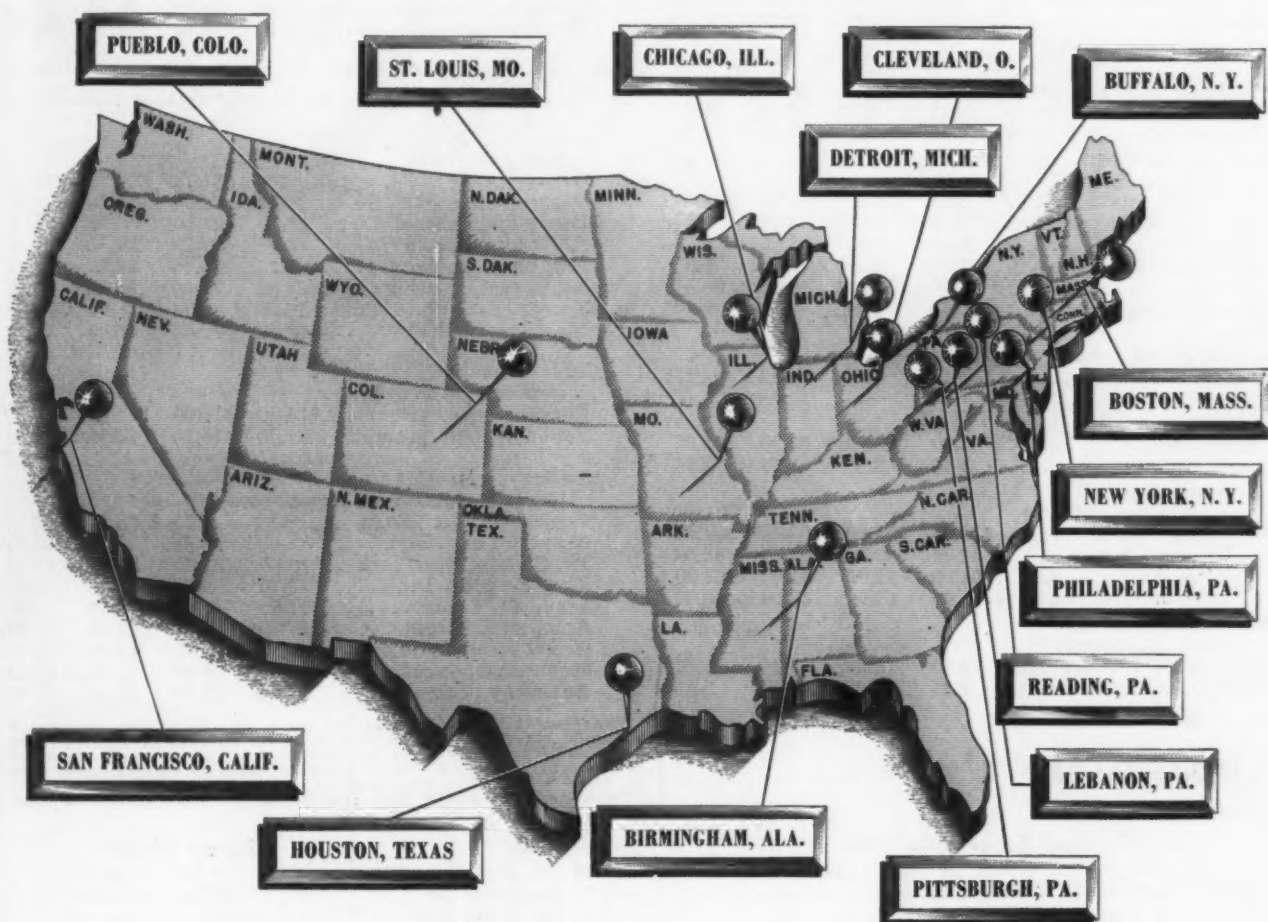 PUEBLO, COLO.
ST. LOUIS, MO.
CHICAGO, ILL.
CLEVELAND, O.
BUFFALO, N. Y.
DETROIT, MICH.
WASH.
MONT.
N. DAK.
MINN.
ME.
OREG.
IDA.
S. DAK.
WIS.
MICH.
N.Y.
VT.
N.H.
MASS.
CONN.
WYO.
CALIF.
NEV.
UTAH
NEBR.
IOWA
ILL.
IND.
OHIO
PA.
N.J.
MD.
COL.
KAN.
MO.
W. VA.
VA.
KEN.
BOSTON, MASS.
ARIZ.
N. MEX.
OKLA.
TEX.
ARK.
TENN.
N. CAR.
S. CAR.
MISS.
ALA.
GA.
LA.
FLA.
NEW YORK, N. Y.
PHILADELPHIA, PA.
READING, PA.
LEBANON, PA.
SAN FRANCISCO, CALIF.
HOUSTON, TEXAS
BIRMINGHAM, ALA.
PITTSBURGH, PA.